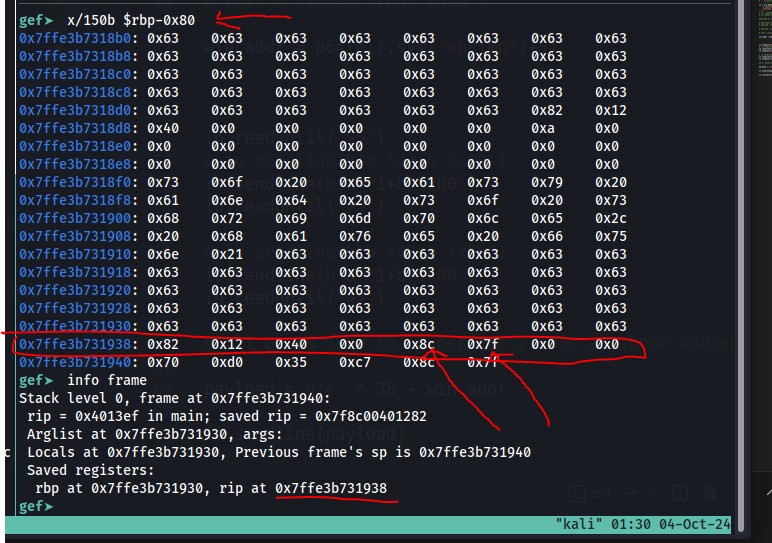 gef➤  x/150b $rbp-0x80
0x7ffe3b7318b0: 0x63 0x63 0x63 0x63 0x63 0x63 0x63 0x63
0x7ffe3b7318b8: 0x63 0x63 0x63 0x63 0x63 0x63 0x63 0x63
0x7ffe3b7318c0: 0x63 0x63 0x63 0x63 0x63 0x63 0x63 0x63
0x7ffe3b7318c8: 0x63 0x63 0x63 0x63 0x63 0x63 0x63 0x63
0x7ffe3b7318d0: 0x63 0x63 0x63 0x63 0x63 0x63 0x82 0x12
0x7ffe3b7318d8: 0x40 0x0 0x0 0x0 0x0 0x0 0xa 0x0
0x7ffe3b7318e0: 0x0 0x0 0x0 0x0 0x0 0x0 0x0 0x0
0x7ffe3b7318e8: 0x0 0x0 0x0 0x0 0x0 0x0 0x0 0x0
0x7ffe3b7318f0: 0x73 0x6f 0x20 0x65 0x61 0x73 0x79 0x20
0x7ffe3b7318f8: 0x61 0x6e 0x64 0x20 0x73 0x6f 0x20 0x73
0x7ffe3b731900: 0x68 0x72 0x69 0x6d 0x70 0x6c 0x65 0x2c
0x7ffe3b731908: 0x20 0x68 0x61 0x76 0x65 0x20 0x66 0x75
0x7ffe3b731910: 0x6e 0x21 0x63 0x63 0x63 0x63 0x63 0x63
0x7ffe3b731918: 0x63 0x63 0x63 0x63 0x63 0x63 0x63 0x63
0x7ffe3b731920: 0x63 0x63 0x63 0x63 0x63 0x63 0x63 0x63
0x7ffe3b731928: 0x63 0x63 0x63 0x63 0x63 0x63 0x63 0x63
0x7ffe3b731930: 0x63 0x63 0x63 0x63 0x63 0x63 0x63 0x63
0x7ffe3b731938: 0x82 0x12 0x40 0x0 0x8c 0x7f 0x0 0x0
0x7ffe3b731940: 0x70 0xd0 0x35 0xc7 0x8c 0x7f
gef➤  info frame
Stack level 0, frame at 0x7ffe3b731940:
rip = 0x4013ef in main; saved rip = 0x7f8c00401282
Arglist at 0x7ffe3b731930, args:
Locals at 0x7ffe3b731930, Previous frame's sp is 0x7ffe3b731940
Saved registers:
rbp at 0x7ffe3b731930, rip at 0x7ffe3b731938
gef➤
"kali" 01:30 04-Oct-24